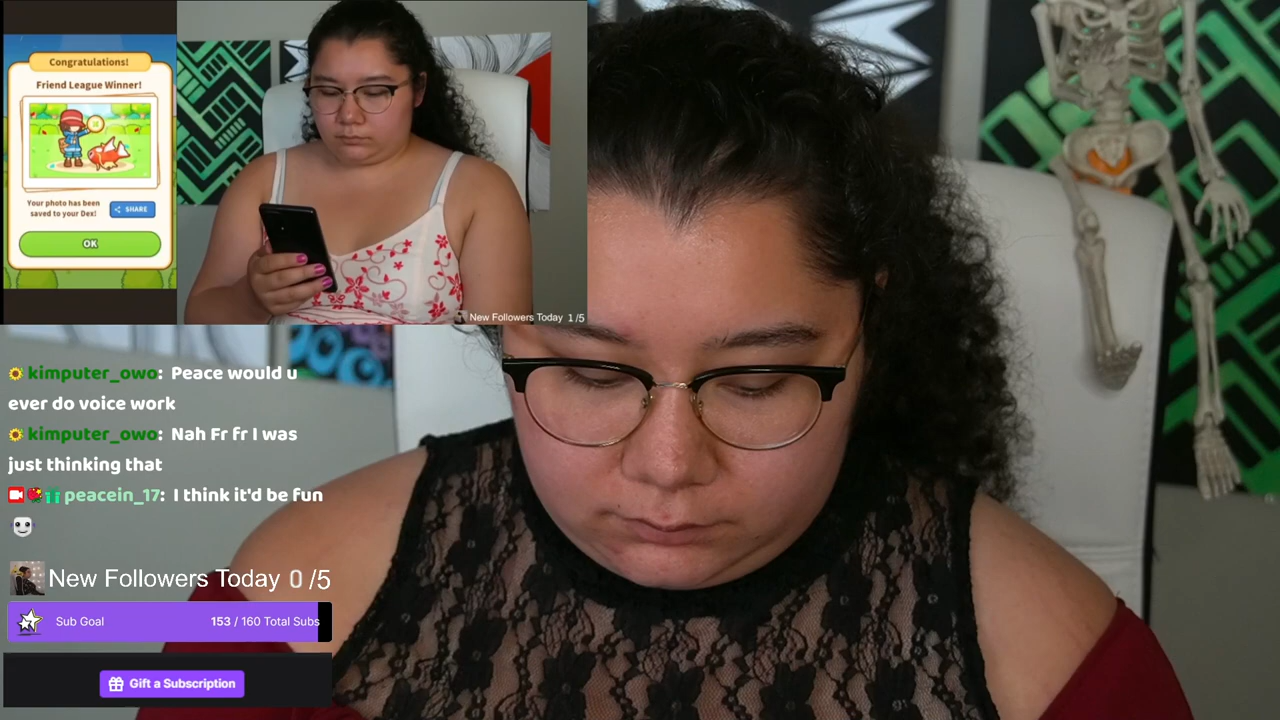 Congratulations!
Friend League Winner!
Your photo has been
saved to your Dex!
SHARE
OK
New Followers Today 1/5
kimputer_owo: Peace would u
ever do voice work
kimputer_owo: Nah Fr fr I was
just thinking that
peacein_17: I think it'd be fun
New Followers Today 0/5
Sub Goal 153 / 160 Total Subs
Gift a Subscription